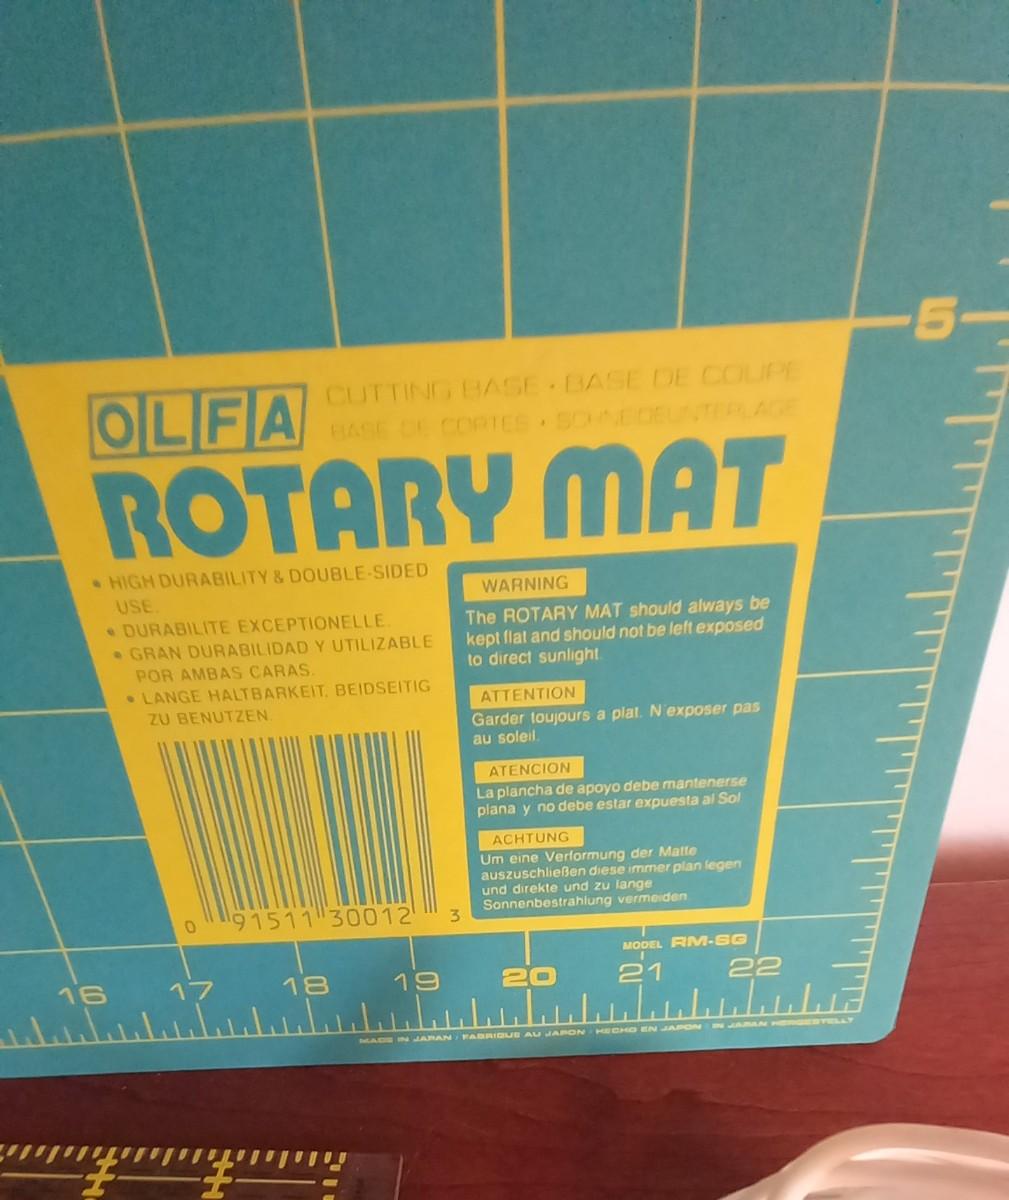 5
OLFA
CUTTING BASE • BASE DE COUPE
BASE DE CORTES • SCHNEIDEUNTERLAGE
ROTARY MAT
• HIGH DURABILITY & DOUBLE-SIDED
USE.
• DURABILITE EXCEPTIONELLE.
• GRAN DURABILIDAD Y UTILIZABLE
POR AMBAS CARAS.
• LANGE HALTBARKEIT. BEIDSEITIG
ZU BENUTZEN.
WARNING
The ROTARY MAT should always be
kept flat and should not be left exposed
to direct sunlight.
ATTENTION
Garder toujours a plat. N'exposer pas
au soleil.
ATENCION
La plancha de apoyo debe mantenerse
plana y no debe estar expuesta al Sol
ACHTUNG
Um eine Verformung der Matte
auszuschließen diese immer plan legen
und direkte und zu lange
Sonnenbestrahlung vermeiden.
0 91511 30012 3
MODEL RM-SG
16 17 18 19 20 21 22
MADE IN JAPAN / FABRIQUE AU JAPON / HECHO EN JAPON / IN JAPAN HERGESTELLT